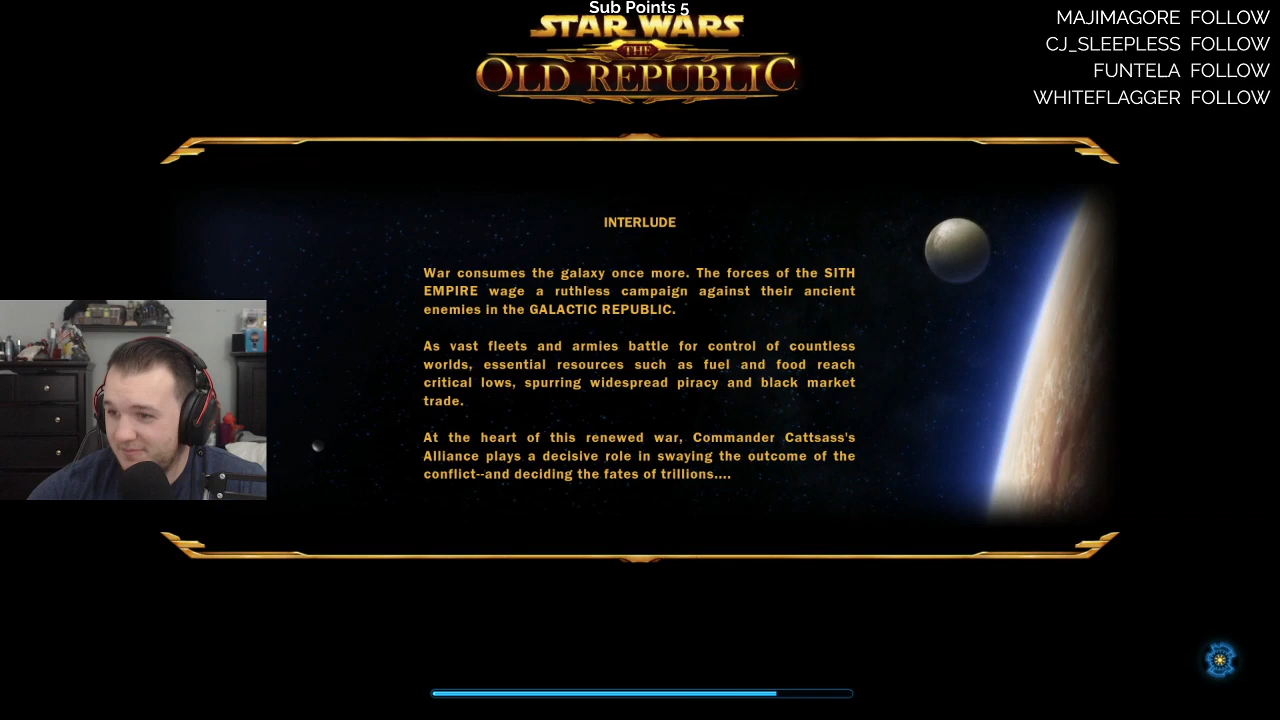 Sub Points 5
STAR WARS
THE
OLD REPUBLIC
MAJIMAGORE FOLLOW
CJ_SLEEPLESS FOLLOW
FUNTELA FOLLOW
WHITEFLAGGER FOLLOW
INTERLUDE
War consumes the galaxy once more. The forces of the SITH
EMPIRE wage a ruthless campaign against their ancient
enemies in the GALACTIC REPUBLIC.
As vast fleets and armies battle for control of countless
worlds, essential resources such as fuel and food reach
critical lows, spurring widespread piracy and black market
trade.
At the heart of this renewed war, Commander Cattsass's
Alliance plays a decisive role in swaying the outcome of the
conflict--and deciding the fates of trillions....